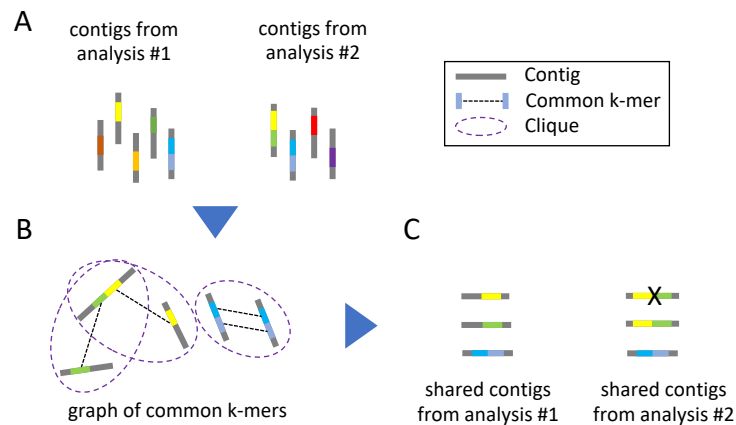 A
contigs from
analysis #1
contigs from
analysis #2
Contig
Common k-mer
Clique
B
graph of common k-mers
C
X
shared contigs
from analysis #1
shared contigs
from analysis #2